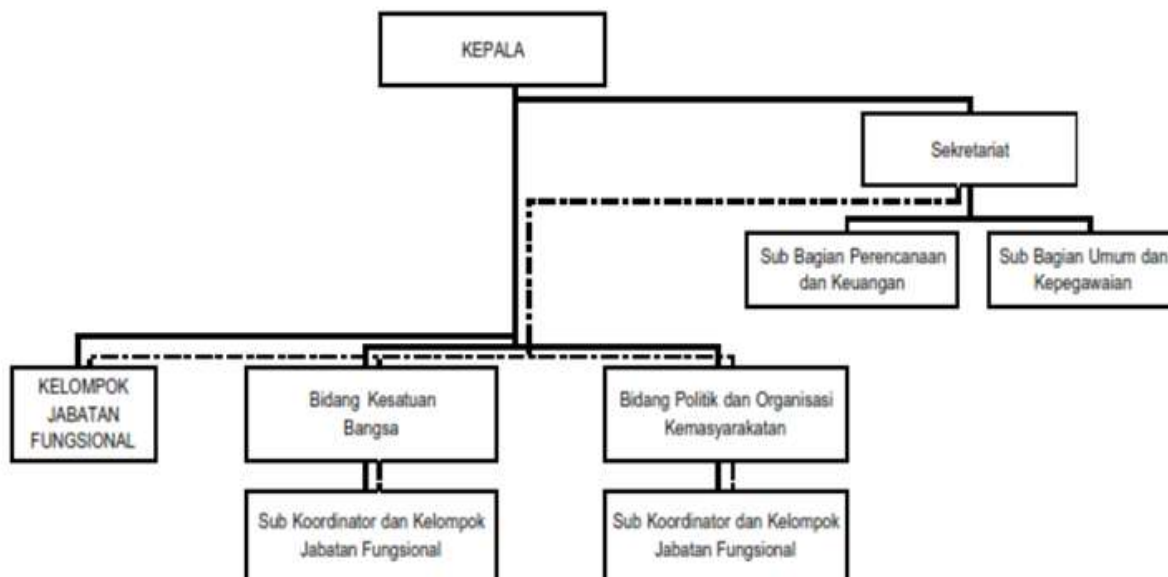 KEPALA
Sekretariat
Sub Bagian Perencanaan
dan Keuangan
Sub Bagian Umum dan
Kepegawaian
KELOMPOK
JABATAN
FUNGSIONAL
Bidang Kesatuan
Bangsa
Bidang Politik dan Organisasi
Kemasyarakatan
Sub Koordinator dan Kelompok
Jabatan Fungsional
Sub Koordinator dan Kelompok
Jabatan Fungsional